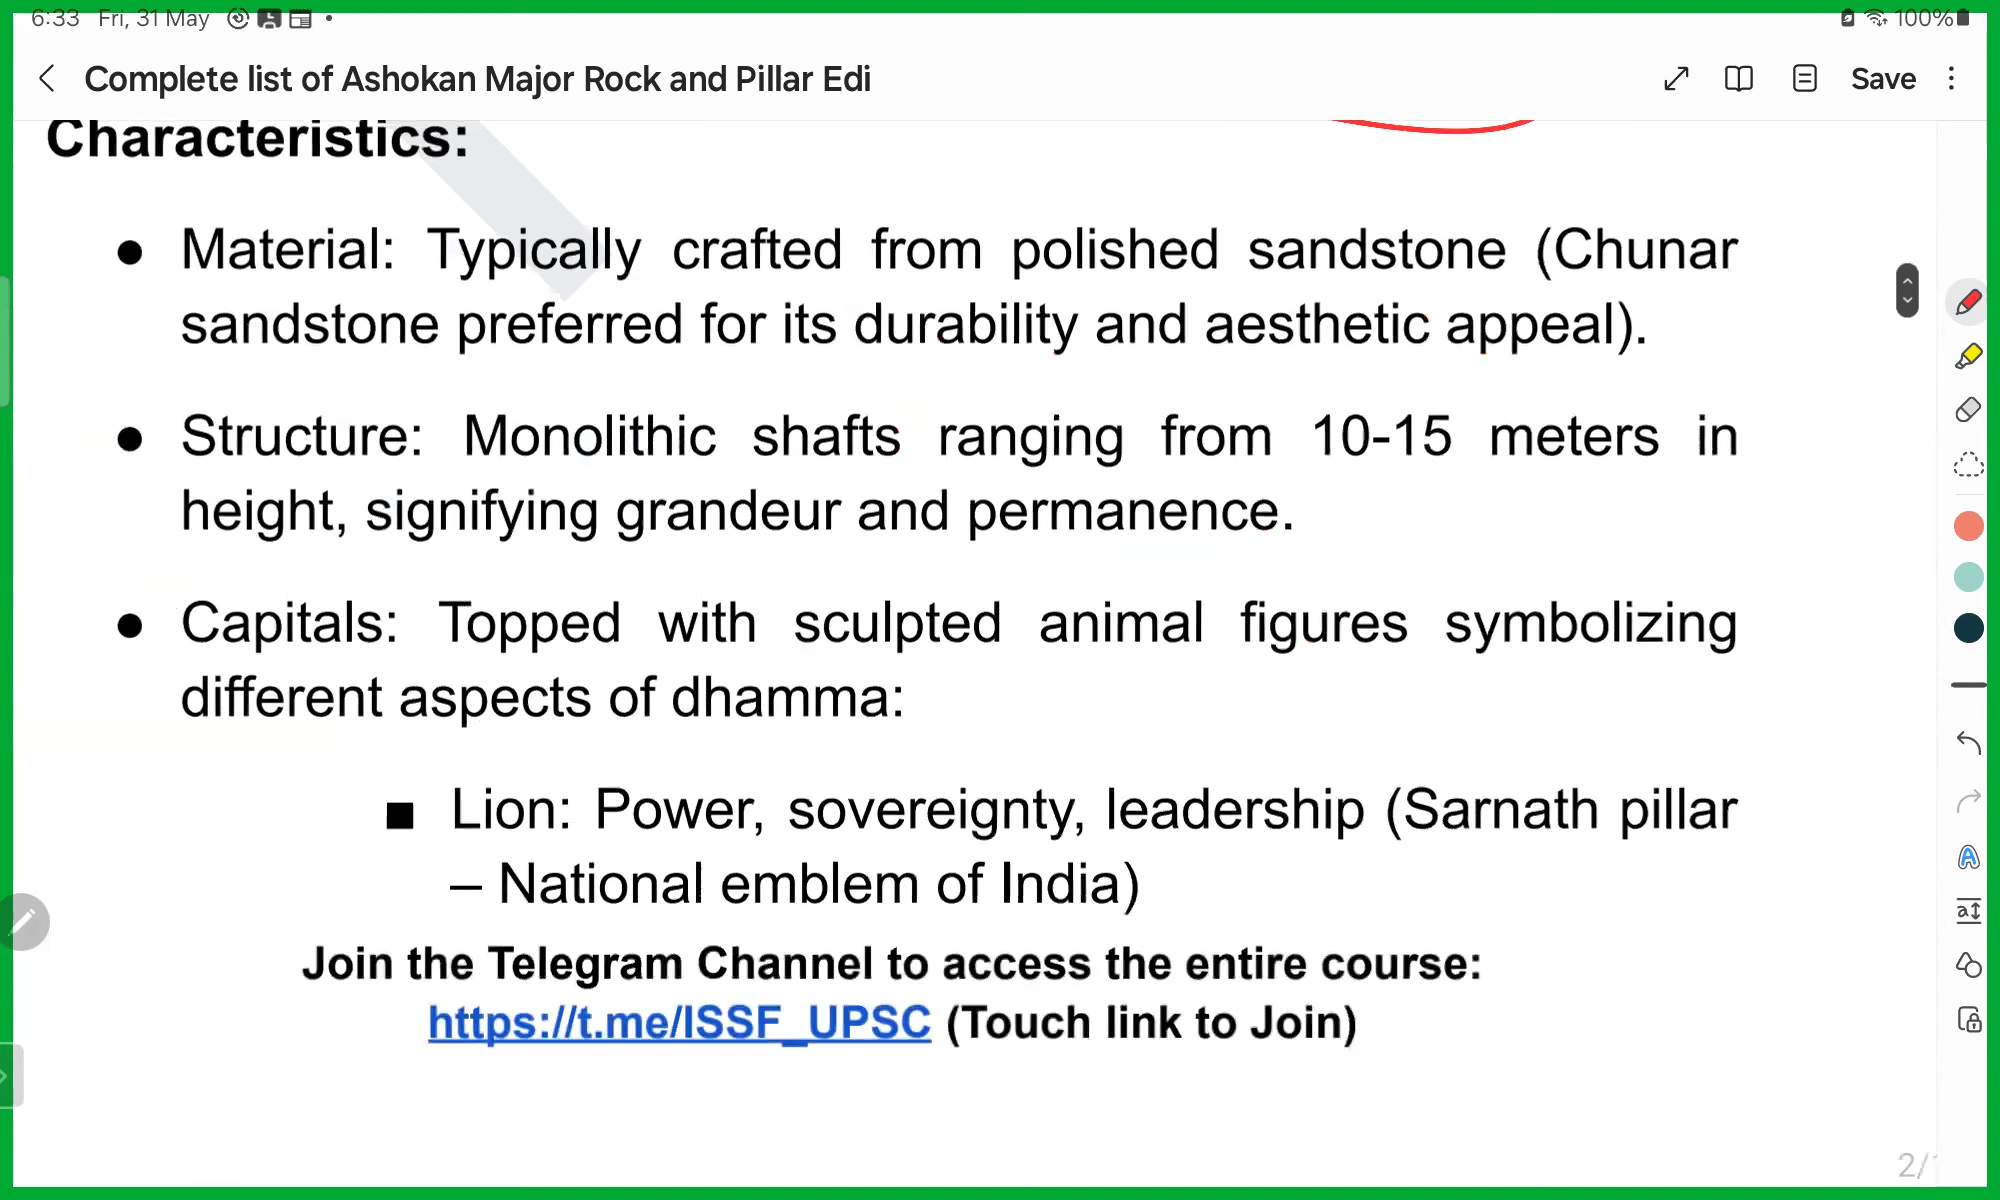 6:33 Fri, 31 May
100%
Complete list of Ashokan Major Rock and Pillar Edi
Save
Characteristics:
● Material: Typically crafted from polished sandstone (Chunar
sandstone preferred for its durability and aesthetic appeal).
● Structure: Monolithic shafts ranging from 10-15 meters in
height, signifying grandeur and permanence.
● Capitals: Topped with sculpted animal figures symbolizing
different aspects of dhamma:
■ Lion: Power, sovereignty, leadership (Sarnath pillar
– National emblem of India)
Join the Telegram Channel to access the entire course:
https://t.me/ISSF_UPSC (Touch link to Join)
2/